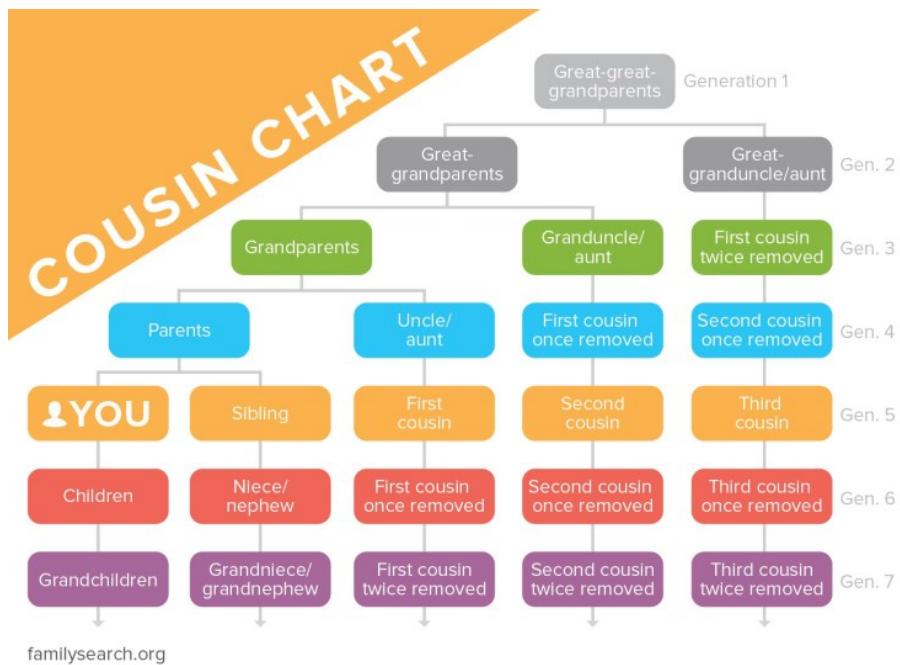 COUSIN CHART
Great-great-
grandparents
Generation 1
Great-
grandparents
Great-
granduncle/aunt
Gen. 2
Grandparents
Granduncle/
aunt
First cousin
twice removed
Gen. 3
Parents
Uncle/
aunt
First cousin
once removed
Second cousin
once removed
Gen. 4
YOU
Sibling
First
cousin
Second
cousin
Third
cousin
Gen. 5
Children
Niece/
nephew
First cousin
once removed
Second cousin
once removed
Third cousin
once removed
Gen. 6
Grandchildren
Grandniece/
grandnephew
First cousin
twice removed
Second cousin
twice removed
Third cousin
twice removed
Gen. 7
familysearch.org